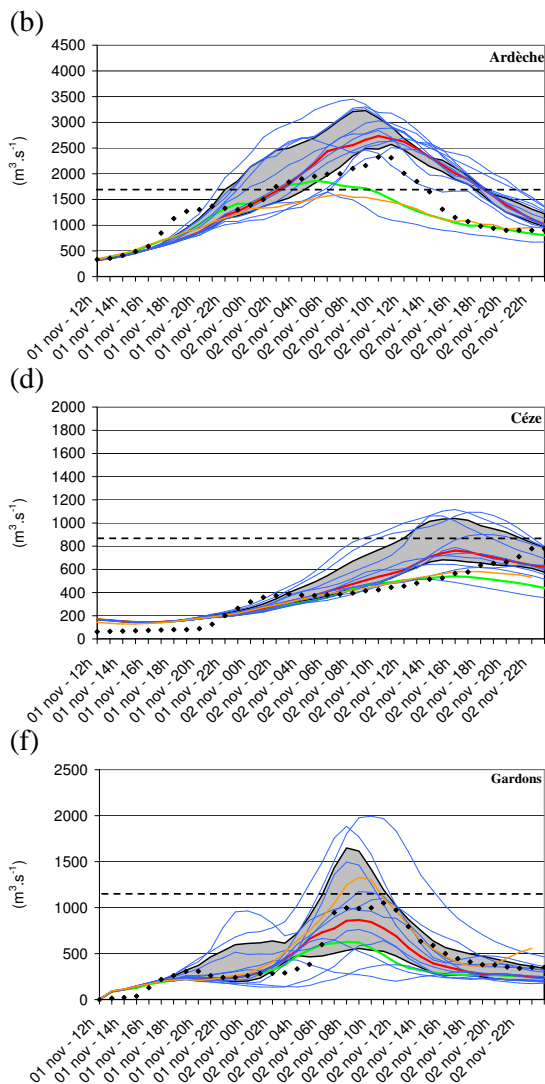 (b)
Ardèche
4500
4000
3500
3000
2500
2000
1500
1000
500
0
(m³.s⁻¹)
01 nov - 12h
01 nov - 14h
01 nov - 16h
01 nov - 18h
01 nov - 20h
01 nov - 22h
02 nov - 00h
02 nov - 02h
02 nov - 04h
02 nov - 06h
02 nov - 08h
02 nov - 10h
02 nov - 12h
02 nov - 14h
02 nov - 16h
02 nov - 18h
02 nov - 20h
02 nov - 22h
(d)
Céze
2000
1800
1600
1400
1200
1000
800
600
400
200
0
(m³.s⁻¹)
01 nov - 12h
01 nov - 14h
01 nov - 16h
01 nov - 18h
01 nov - 20h
01 nov - 22h
02 nov - 00h
02 nov - 02h
02 nov - 04h
02 nov - 06h
02 nov - 08h
02 nov - 10h
02 nov - 12h
02 nov - 14h
02 nov - 16h
02 nov - 18h
02 nov - 20h
02 nov - 22h
(f)
Gardons
2500
2000
1500
1000
500
0
(m³.s⁻¹)
01 nov - 12h
01 nov - 14h
01 nov - 16h
01 nov - 18h
01 nov - 20h
01 nov - 22h
02 nov - 00h
02 nov - 02h
02 nov - 04h
02 nov - 06h
02 nov - 08h
02 nov - 10h
02 nov - 12h
02 nov - 14h
02 nov - 16h
02 nov - 18h
02 nov - 20h
02 nov - 22h